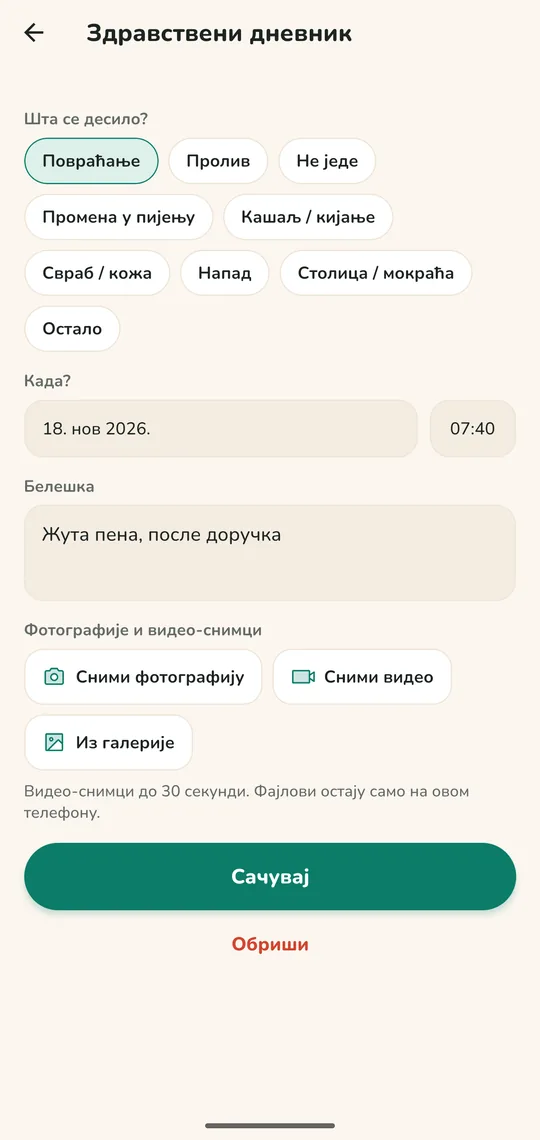 Здравствени дневник
Шта се десило?
Повраћање
Пролив
Не једе
Промена у пијењу
Кашаљ / кијање
Свраб / кожа
Напад
Столица / мокраћа
Остало
Када?
18. нов 2026.
07:40
Белешка
Жута пена, после доручка
Фотографије и видео-снимци
Сними фотографију
Сними видео
Из галерије
Видео-снимци до 30 секунди. Фајлови остају само на овом
телефону.
Сачувај
Обриши